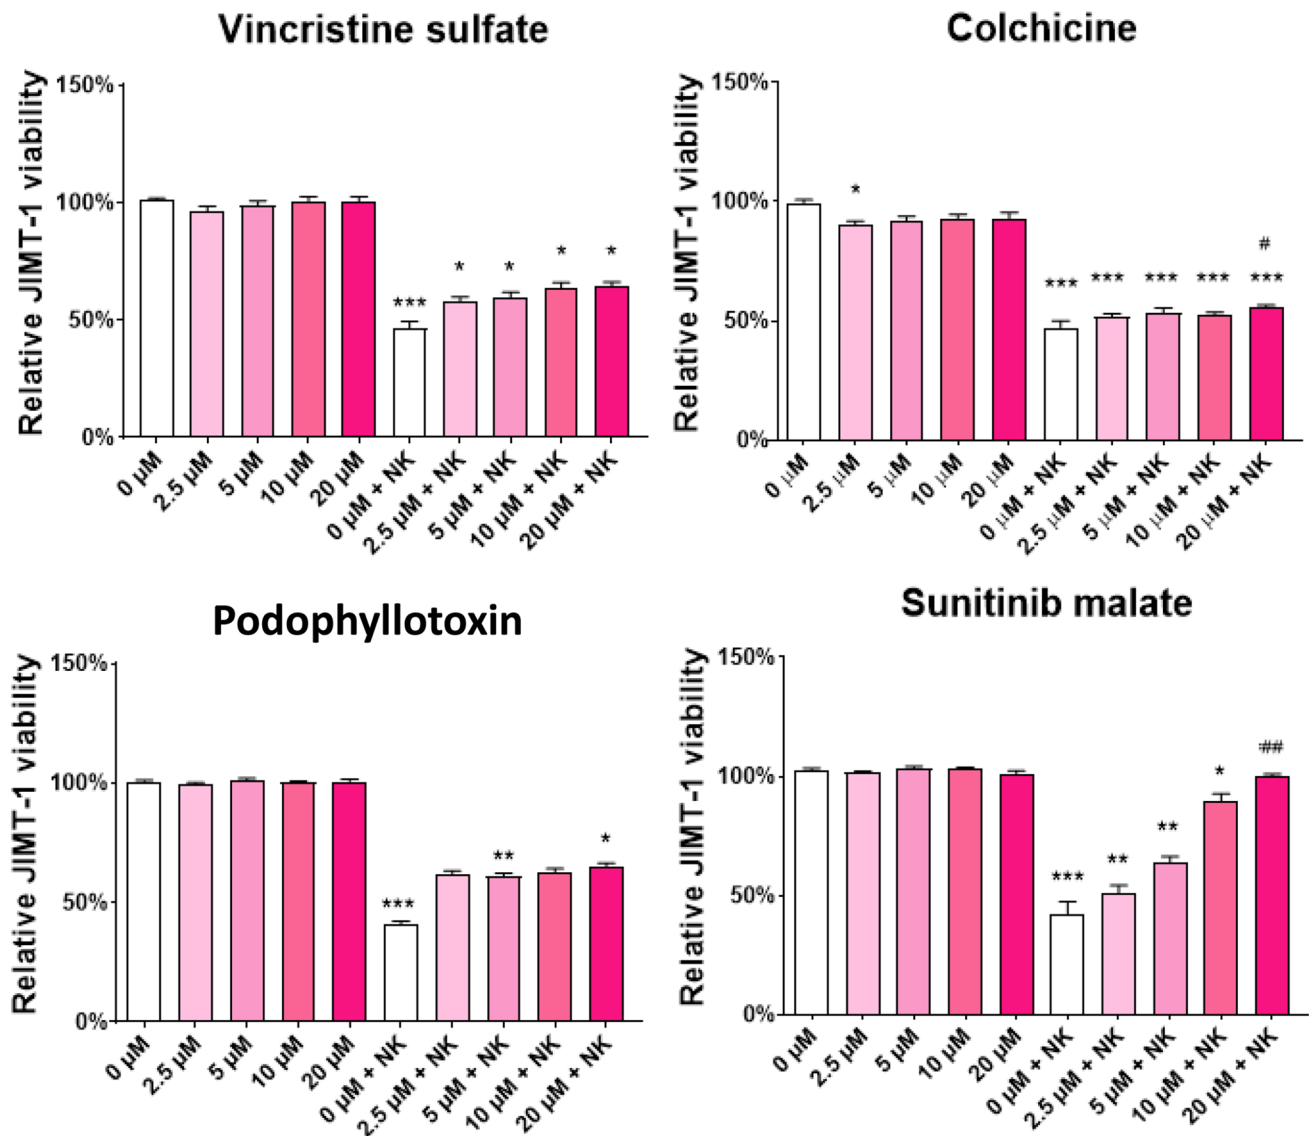 Vincristine sulfate
Relative JIMT-1 viability
150%
100%
50%
0%
* * * *
***
0 µM
2.5 µM
5 µM
10 µM
20 µM
0 µM + NK
2.5 µM + NK
5 µM + NK
10 µM + NK
20 µM + NK
Colchicine
Relative JIMT-1 viability
150%
100%
50%
0%
*
#
*** *** *** *** ***
0 µM
2.5 µM
5 µM
10 µM
20 µM
0 µM + NK
2.5 µM + NK
5 µM + NK
10 µM + NK
20 µM + NK
Podophyllotoxin
Relative JIMT-1 viability
150%
100%
50%
0%
*** ** *
0 µM
2.5 µM
5 µM
10 µM
20 µM
0 µM + NK
2.5 µM + NK
5 µM + NK
10 µM + NK
20 µM + NK
Sunitinib malate
Relative JIMT-1 viability
150%
100%
50%
0%
*** ** ** * ##
0 µM
2.5 µM
5 µM
10 µM
20 µM
0 µM + NK
2.5 µM + NK
5 µM + NK
10 µM + NK
20 µM + NK